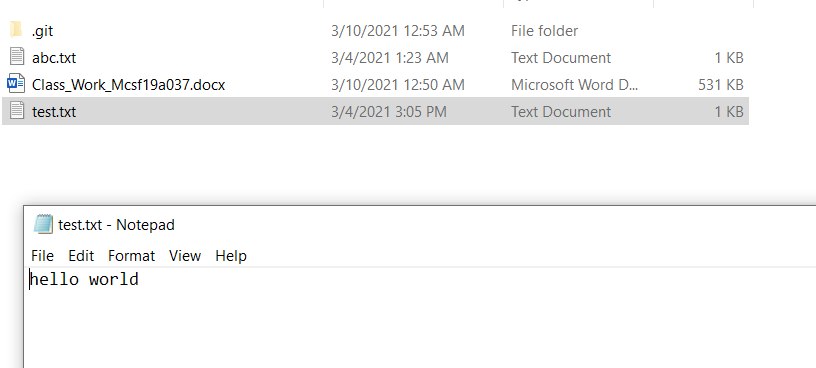 .git 3/10/2021 12:53 AM File folder
abc.txt 3/4/2021 1:23 AM Text Document 1 KB
Class_Work_Mcsf19a037.docx 3/10/2021 12:50 AM Microsoft Word D... 531 KB
test.txt 3/4/2021 3:05 PM Text Document 1 KB
test.txt - Notepad
File Edit Format View Help
hello world